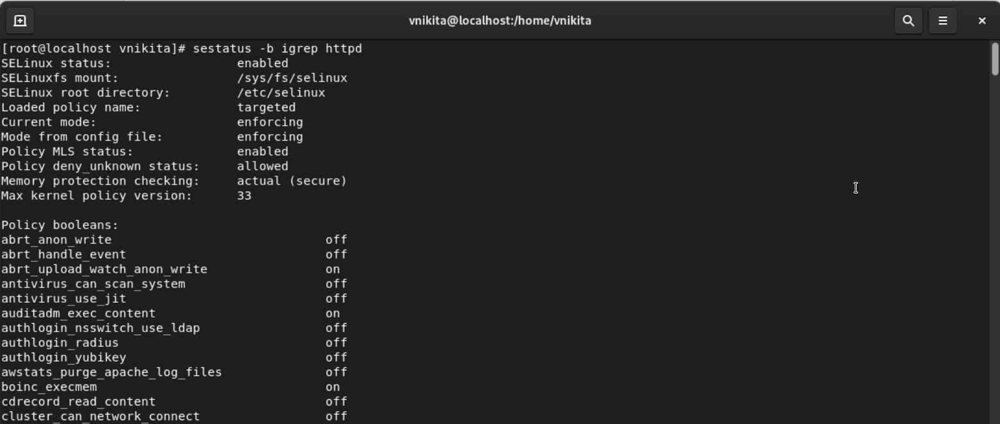 vnikita@localhost:/home/vnikita
[root@localhost vnikita]# sestatus -b igrep httpd
SELinux status: enabled
SELinuxfs mount: /sys/fs/selinux
SELinux root directory: /etc/selinux
Loaded policy name: targeted
Current mode: enforcing
Mode from config file: enforcing
Policy MLS status: enabled
Policy deny_unknown status: allowed
Memory protection checking: actual (secure)
Max kernel policy version: 33
Policy booleans:
abrt_anon_write off
abrt_handle_event off
abrt_upload_watch_anon_write on
antivirus_can_scan_system off
antivirus_use_jit off
auditadm_exec_content on
authlogin_nsswitch_use_ldap off
authlogin_radius off
authlogin_yubikey off
awstats_purge_apache_log_files off
boinc_execmem on
cdrecord_read_content off
cluster_can_network_connect off